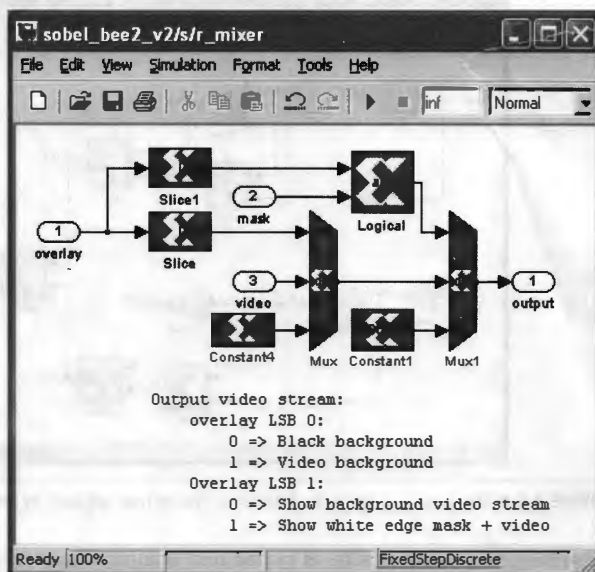 sobel_bee2_v2/s/r_mixer
File Edit View Simulation Format Tools Help
inf Normal
Slice1
2
mask
Logical
1
overlay
Slice
3
video
1
output
Constant4
Mux
Constant1
Mux1
Output video stream:
overlay LSB 0:
0 => Black background
1 => Video background
Overlay LSB 1:
0 => Show background video stream
1 => Show white edge mask + video
Ready 100% FixedStepDiscrete